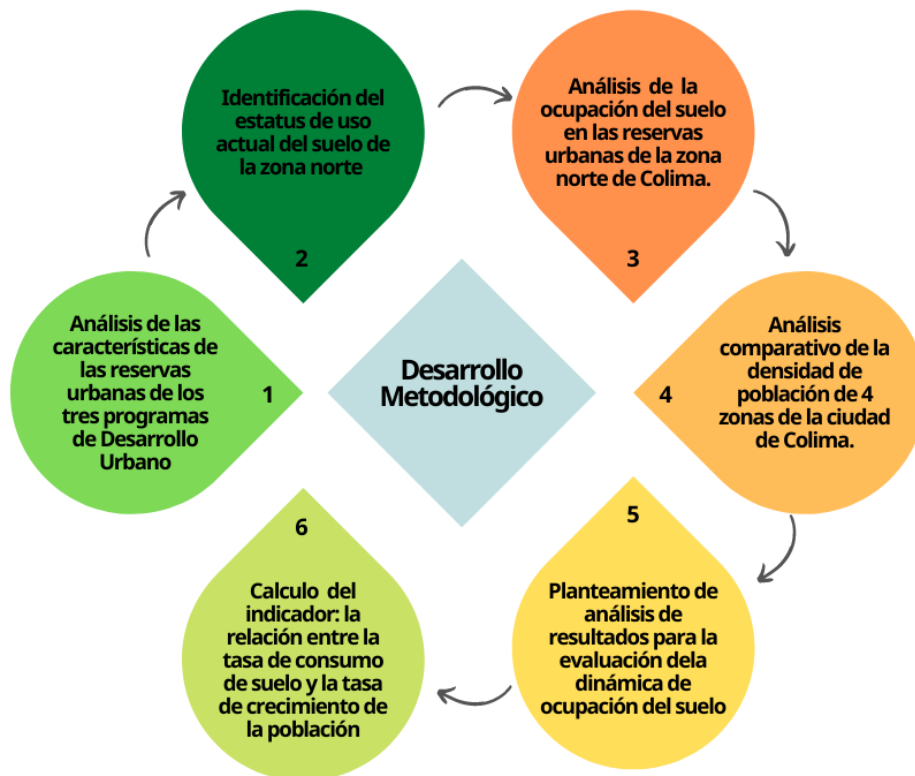 Desarrollo
Metodológico
Análisis de las
características de
las reservas
urbanas de los
tres programas
de Desarrollo
Urbano
1
Identificación del
estatus de uso
actual del suelo de
la zona norte
2
Análisis de la
ocupación del suelo
en las reservas
urbanas de la zona
norte de Colima.
3
Análisis
comparativo de la
densidad de
población de 4
zonas de la ciudad
de Colima.
4
5
Planteamiento de
análisis de
resultados para la
evaluación dela
dinámica de
ocupación del suelo
6
Calculo del
indicador: la
relación entre la
tasa de consumo
de suelo y la tasa
de crecimiento de
la población